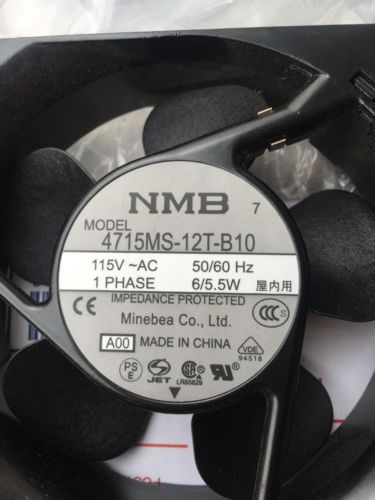 NMB 7
MODEL
4715MS-12T-B10
115V ~AC 50/60 Hz
1 PHASE 6/5.5W 屋内用
CE IMPEDANCE PROTECTED CCC S
Minebea Co., Ltd.
A00 MADE IN CHINA VDE
94518
PS E JET LR65829